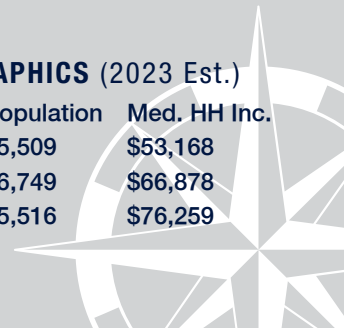 APHICS (2023 Est.)
opulation Med. HH Inc.
5,509 $53,168
6,749 $66,878
5,516 $76,259